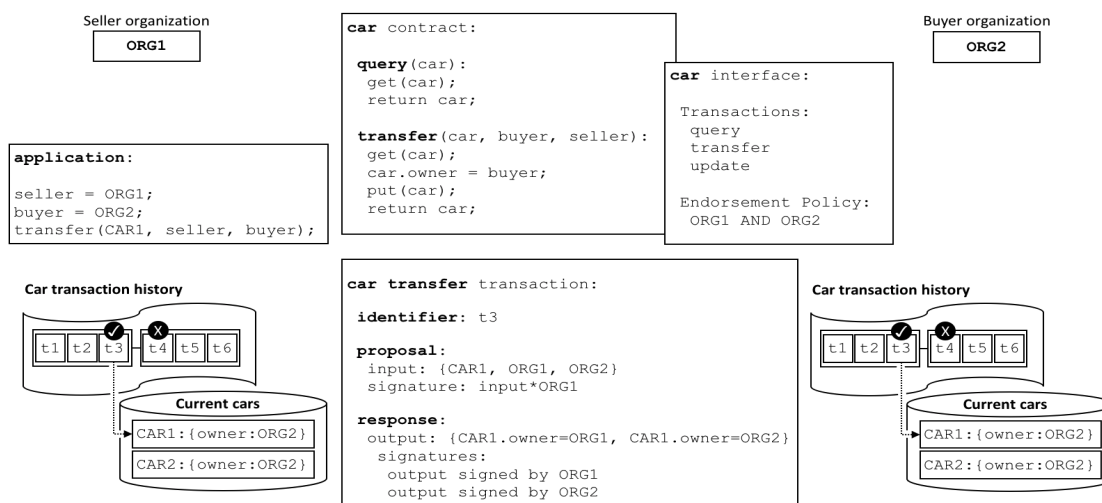 Seller organization
ORG1
car contract:
query(car):
get(car);
return car;
transfer(car, buyer, seller):
get(car);
car.owner = buyer;
put(car);
return car;
Buyer organization
ORG2
car interface:
Transactions:
query
transfer
update
Endorsement Policy:
ORG1 AND ORG2
application:
seller = ORG1;
buyer = ORG2;
transfer(CAR1, seller, buyer);
Car transaction history
✓ X
t1 t2 t3 t4 t5 t6
Current cars
CAR1:{owner:ORG2}
CAR2:{owner:ORG2}
car transfer transaction:
identifier: t3
proposal:
input: {CAR1, ORG1, ORG2}
signature: input*ORG1
response:
output: {CAR1.owner=ORG1, CAR1.owner=ORG2}
signatures:
output signed by ORG1
output signed by ORG2
Car transaction history
✓ X
t1 t2 t3 t4 t5 t6
Current cars
CAR1:{owner:ORG2}
CAR2:{owner:ORG2}